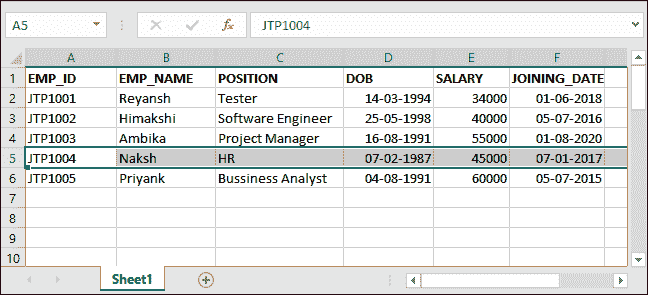 A5 fx JTP1004
A B C D E F
1 EMP_ID EMP_NAME POSITION DOB SALARY JOINING_DATE
2 JTP1001 Reyansh Tester 14-03-1994 34000 01-06-2018
3 JTP1002 Himakshi Software Engineer 25-05-1998 40000 05-07-2016
4 JTP1003 Ambika Project Manager 16-08-1991 55000 01-08-2020
5 JTP1004 Naksh HR 07-02-1987 45000 07-01-2017
6 JTP1005 Priyank Bussiness Analyst 04-08-1991 60000 05-07-2015
7
8
9
10
Sheet1